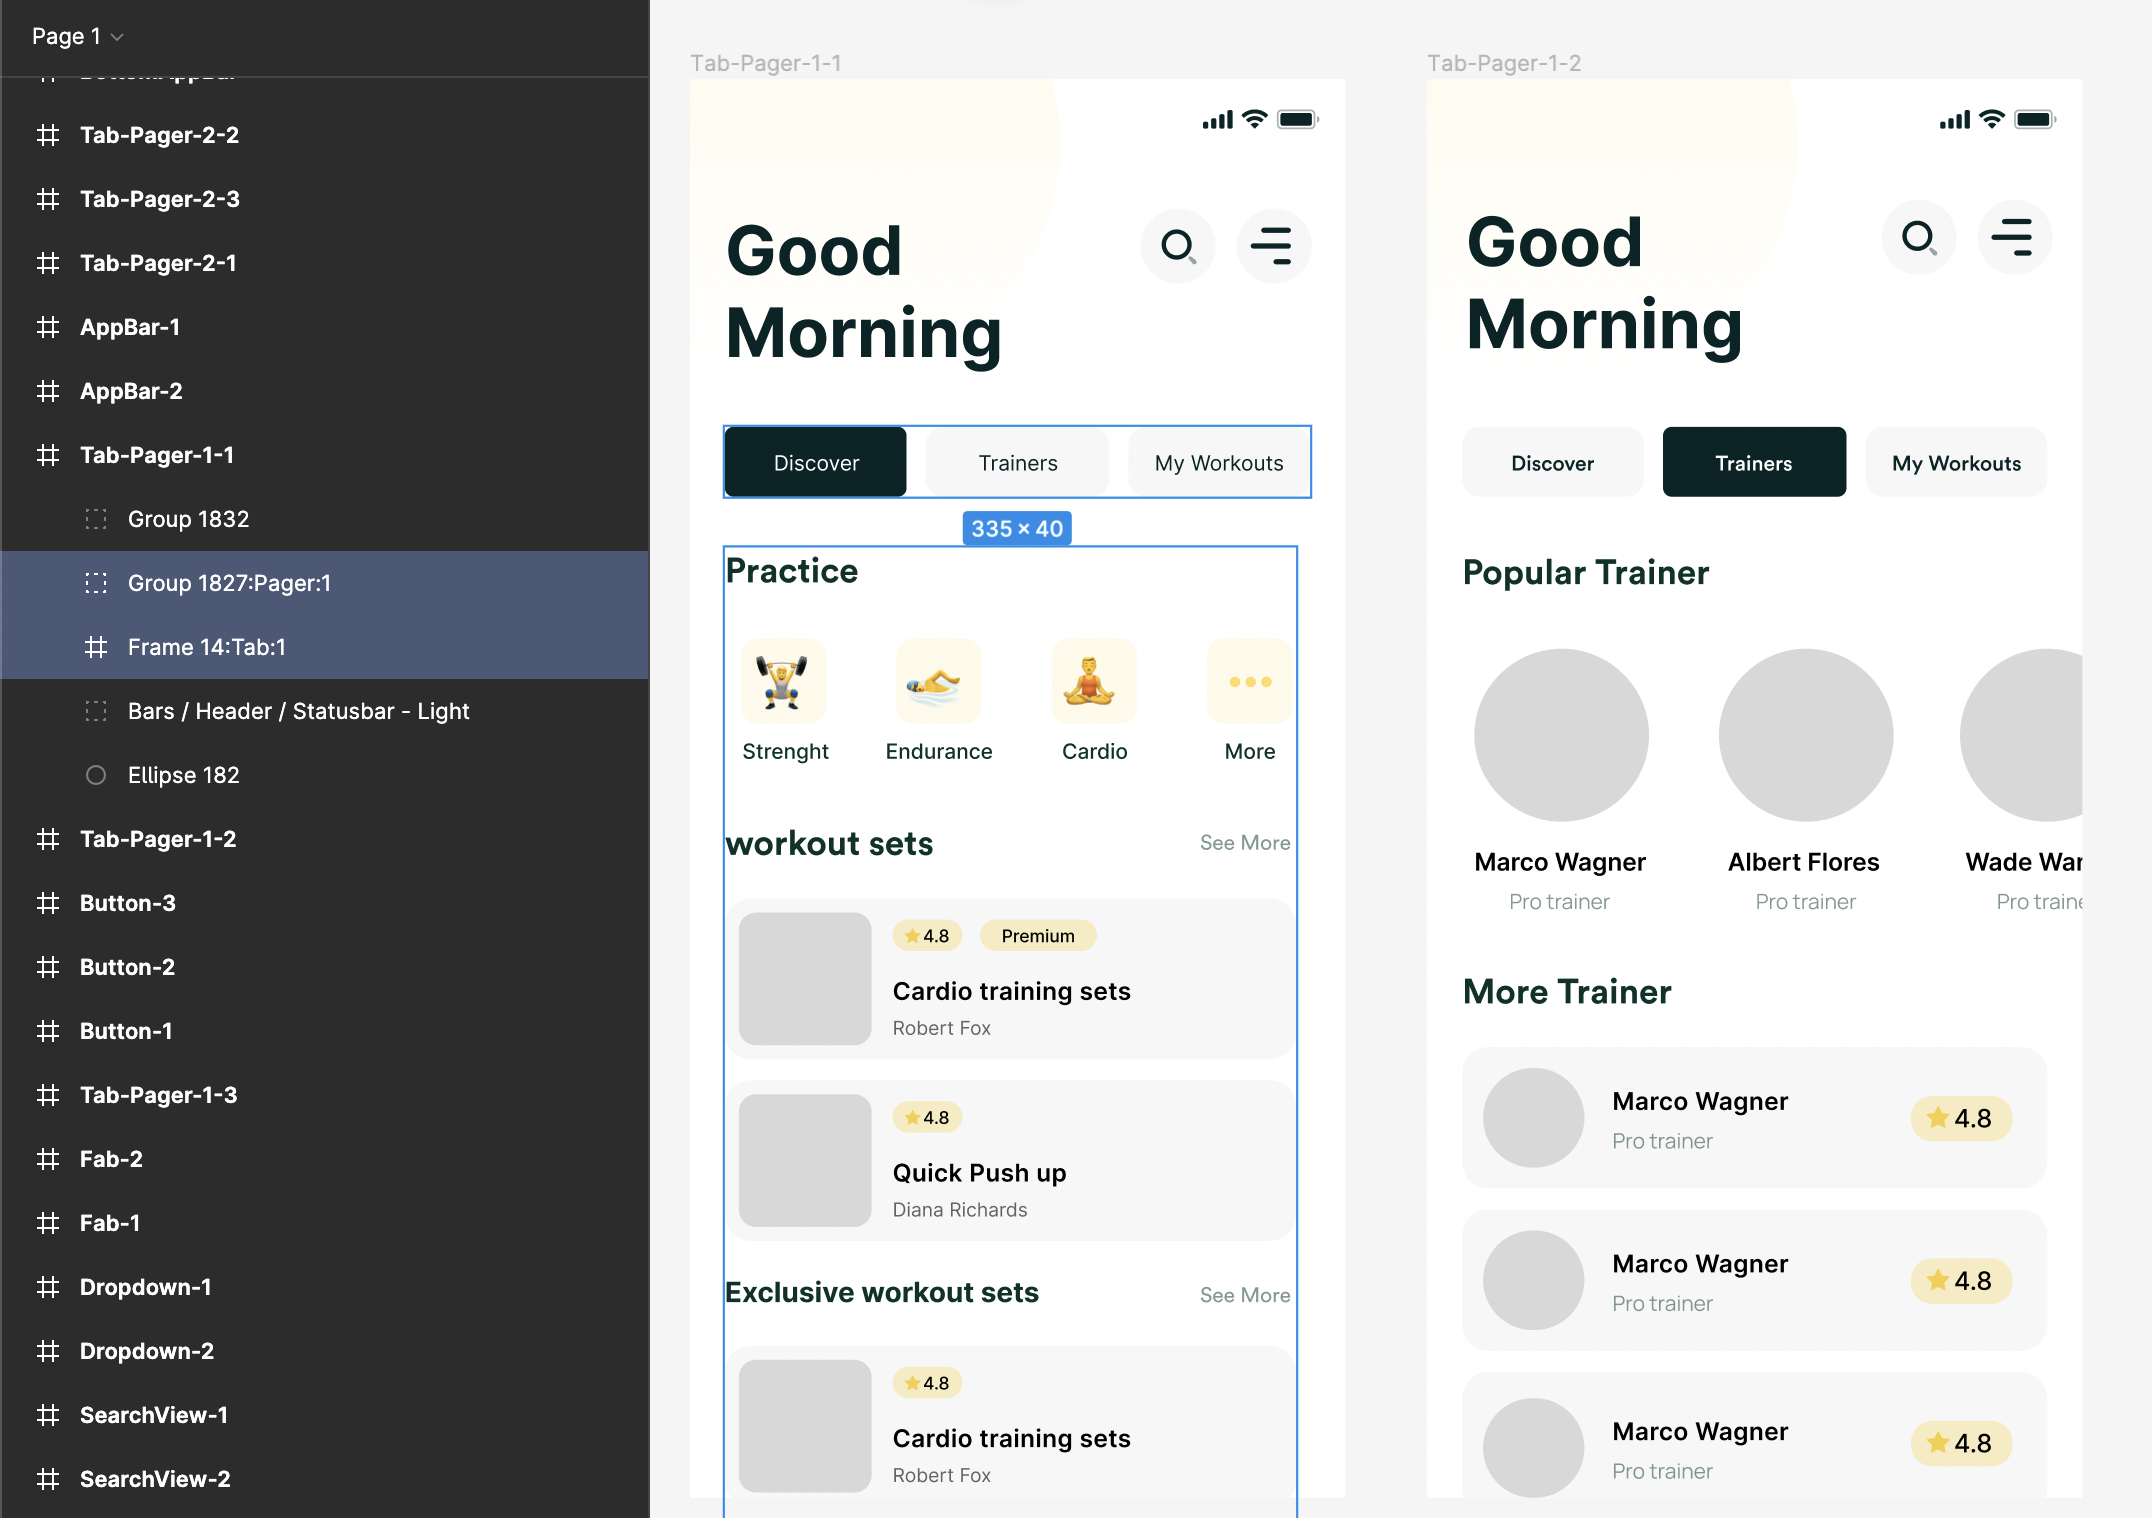 Page 1
BottomAppBar
Tab-Pager-2-2
Tab-Pager-2-3
Tab-Pager-2-1
AppBar-1
AppBar-2
Tab-Pager-1-1
Group 1832
Group 1827:Pager:1
Frame 14:Tab:1
Bars / Header / Statusbar - Light
Ellipse 182
Tab-Pager-1-2
Button-3
Button-2
Button-1
Tab-Pager-1-3
Fab-2
Fab-1
Dropdown-1
Dropdown-2
SearchView-1
SearchView-2
Tab-Pager-1-1
Good
Morning
Discover Trainers My Workouts
335 × 40
Practice
Strenght Endurance Cardio More
workout sets See More
4.8 Premium
Cardio training sets
Robert Fox
4.8
Quick Push up
Diana Richards
Exclusive workout sets See More
4.8
Cardio training sets
Robert Fox
Tab-Pager-1-2
Good
Morning
Discover Trainers My Workouts
Popular Trainer
Marco Wagner Albert Flores Wade War
Pro trainer Pro trainer Pro traine
More Trainer
Marco Wagner
Pro trainer
4.8
Marco Wagner
Pro trainer
4.8
Marco Wagner
Pro trainer
4.8